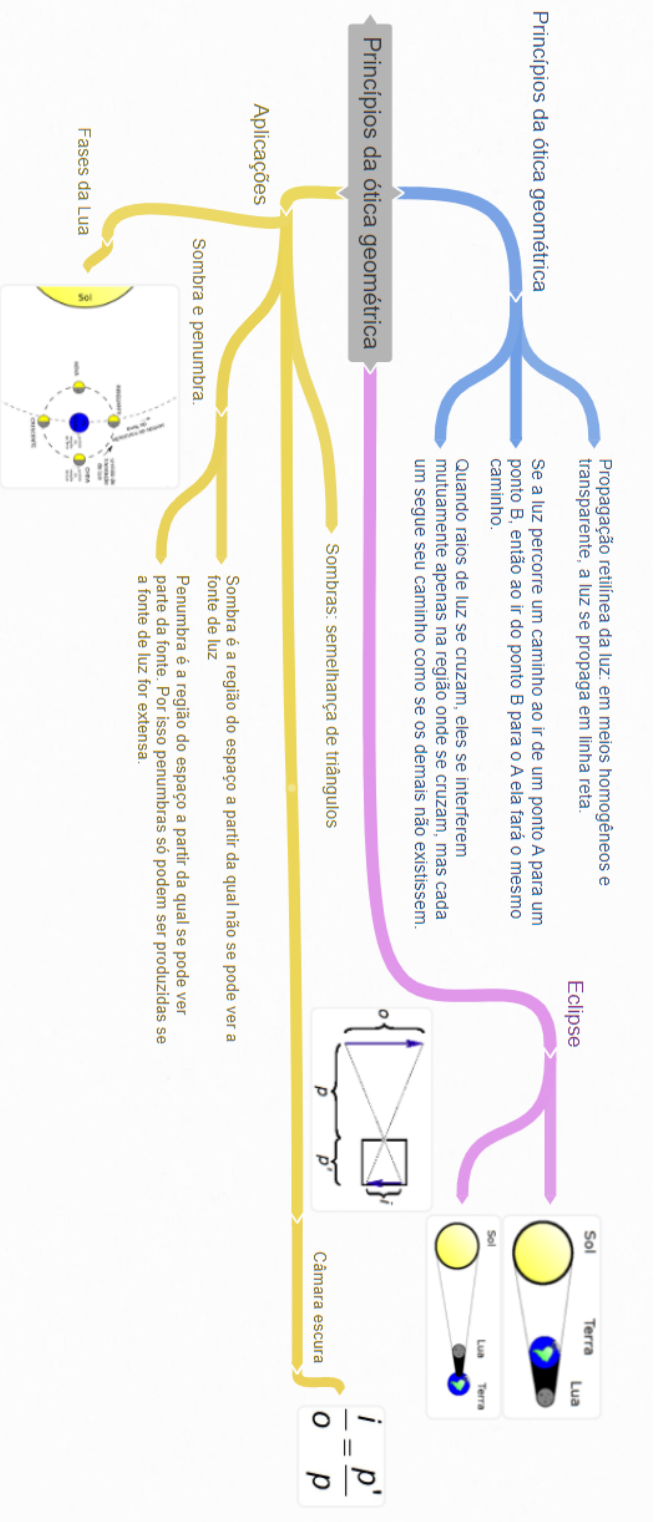 Princípios da ótica geométrica
Princípios da ótica geométrica
Propagação retilínea da luz: em meios homogêneos e
transparente, a luz se propaga em linha reta.
Se a luz percorre um caminho ao ir de um ponto A para um
ponto B, então ao ir do ponto B para o A ela fará o mesmo
caminho.
Quando raios de luz se cruzam, eles se interferem
mutuamente apenas na região onde se cruzam, mas cada
um segue seu caminho como se os demais não existissem.
Eclipse
Sol
Terra
Lua
Sol
Lua
Terra
Aplicações
Sombras: semelhança de triângulos
Câmara escura
o
p
p'
i
i = p'
o p
Sombra e penumbra.
Sombra é a região do espaço a partir da qual não se pode ver a
fonte de luz
Penumbra é a região do espaço a partir da qual se pode ver
parte da fonte. Por isso penumbras só podem ser produzidas se
a fonte de luz for extensa.
Fases da Lua
Sol
NOVA
MINGUANTE
CHEIA
CRESCENTE